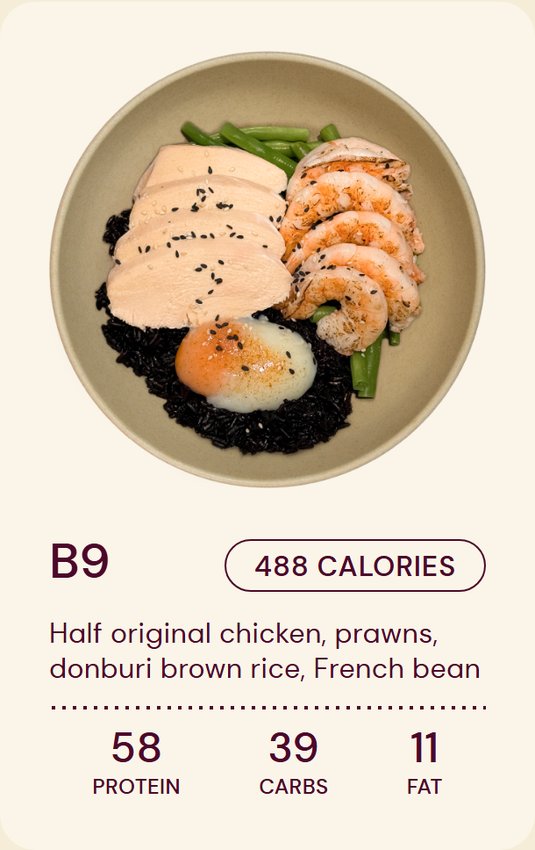 B9
488 CALORIES
Half original chicken, prawns,
donburi brown rice, French bean
58
39
11
PROTEIN
CARBS
FAT